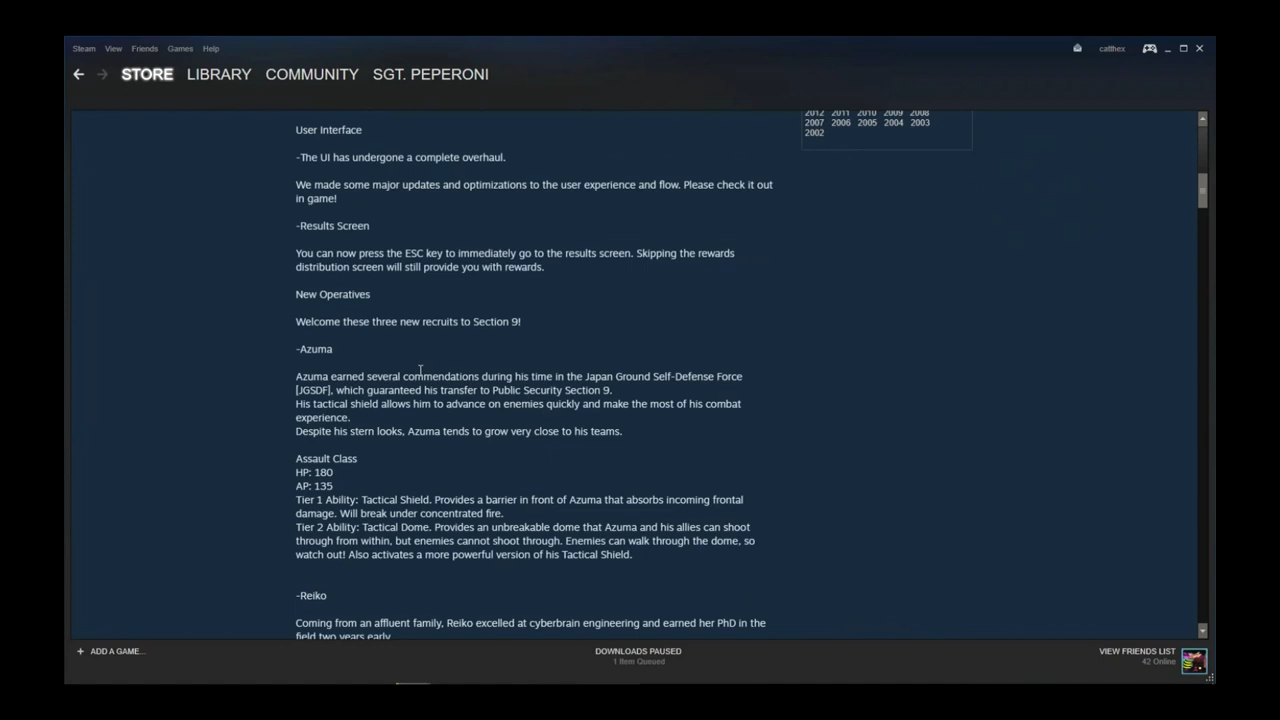 Steam View Friends Games Help
catthex
STORE LIBRARY COMMUNITY SGT. PEPERONI
2012 2011 2010 2009 2008
2007 2006 2005 2004 2003
2002
User Interface
-The UI has undergone a complete overhaul.
We made some major updates and optimizations to the user experience and flow. Please check it out
in game!
-Results Screen
You can now press the ESC key to immediately go to the results screen. Skipping the rewards
distribution screen will still provide you with rewards.
New Operatives
Welcome these three new recruits to Section 9!
-Azuma
Azuma earned several commendations during his time in the Japan Ground Self-Defense Force
[JGSDF], which guaranteed his transfer to Public Security Section 9.
His tactical shield allows him to advance on enemies quickly and make the most of his combat
experience.
Despite his stern looks, Azuma tends to grow very close to his teams.
Assault Class
HP: 180
AP: 135
Tier 1 Ability: Tactical Shield. Provides a barrier in front of Azuma that absorbs incoming frontal
damage. Will break under concentrated fire.
Tier 2 Ability: Tactical Dome. Provides an unbreakable dome that Azuma and his allies can shoot
through from within, but enemies cannot shoot through. Enemies can walk through the dome, so
watch out! Also activates a more powerful version of his Tactical Shield.
-Reiko
Coming from an affluent family, Reiko excelled at cyberbrain engineering and earned her PhD in the
field two years early
+ ADD A GAME...
DOWNLOADS PAUSED
1 Item Queued
VIEW FRIENDS LIST
42 Online